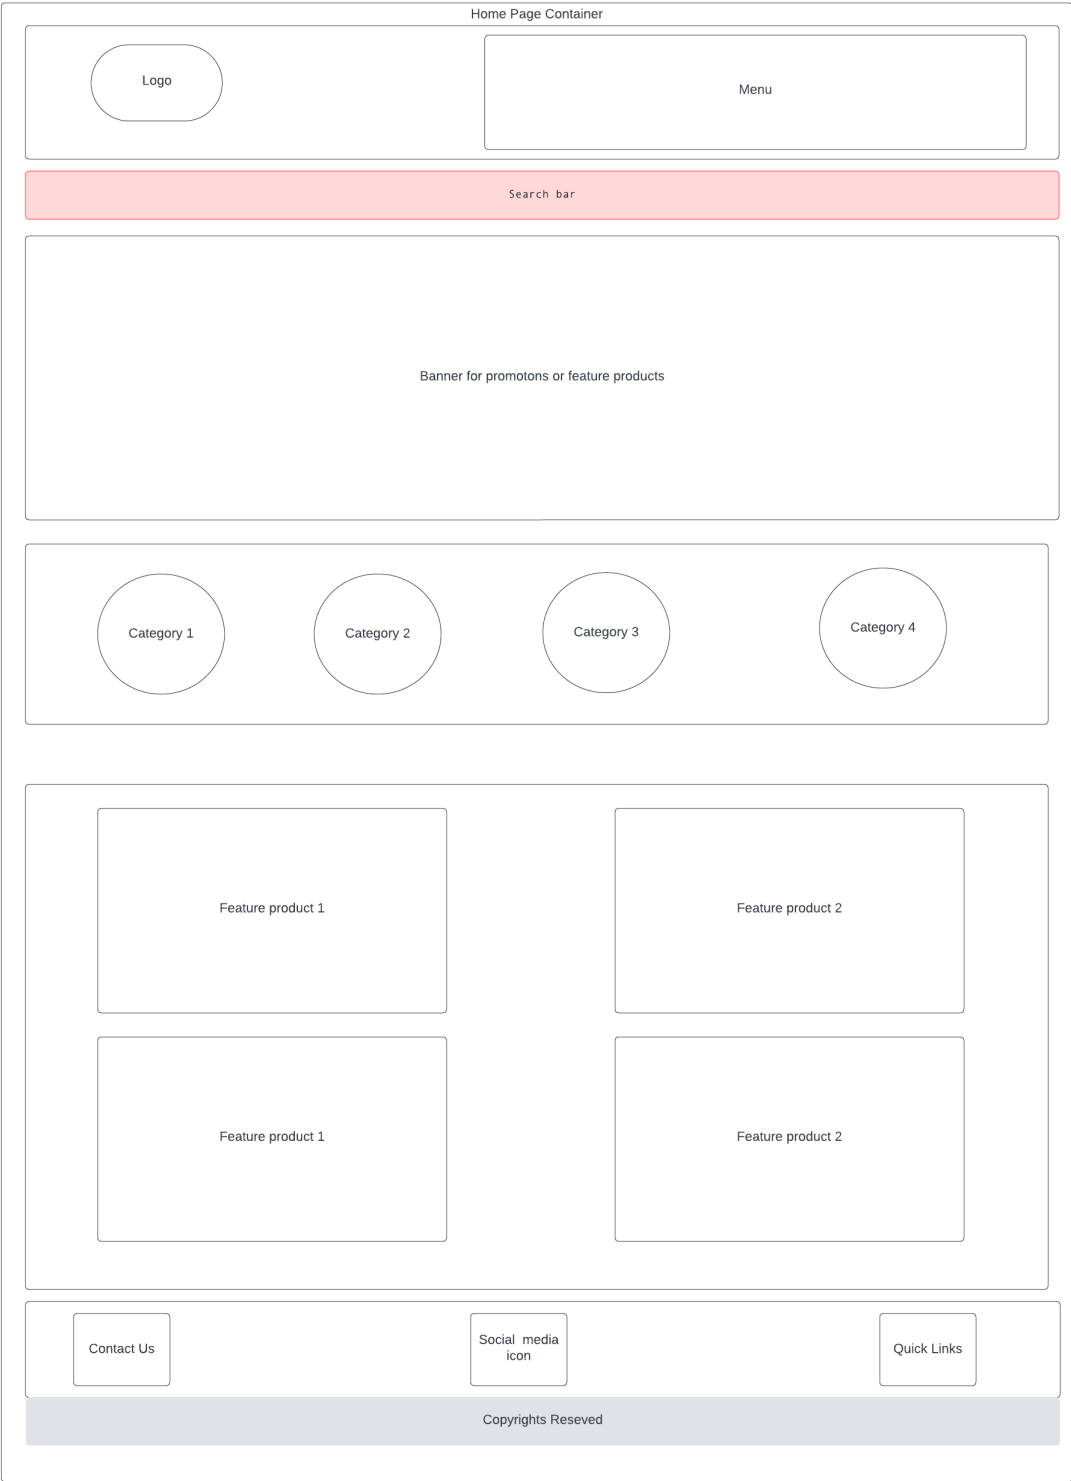 Home Page Container
Logo
Menu
Search bar
Banner for promotons or feature products
Category 1
Category 2
Category 3
Category 4
Feature product 1
Feature product 2
Feature product 1
Feature product 2
Contact Us
Social media
icon
Quick Links
Copyrights Reseved